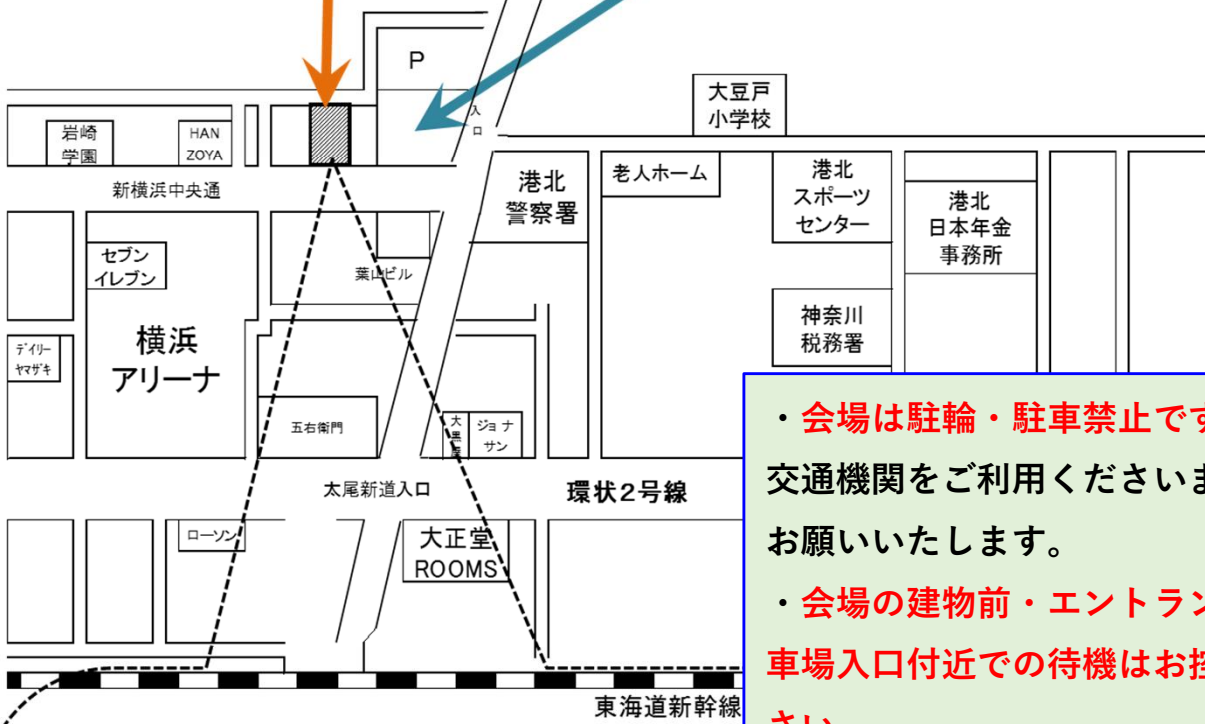 P
入
口
大豆戸
小学校
岩崎
学園
HAN
ZOYA
新横浜中央通
港北
警察署
老人ホーム
港北
スポーツ
センター
港北
日本年金
事務所
セブン
イレブン
葉山ビル
横浜
アリーナ
デイリー
ヤマザキ
神奈川
税務署
五右衛門
大黒屋
ジョナ
サン
太尾新道入口
環状2号線
ローソン
大正堂
ROOMS
東海道新幹線
・会場は駐輪・駐車禁止です
交通機関をご利用くださいま
お願いいたします。
・会場の建物前・エントラン
車場入口付近での待機はお控
さい